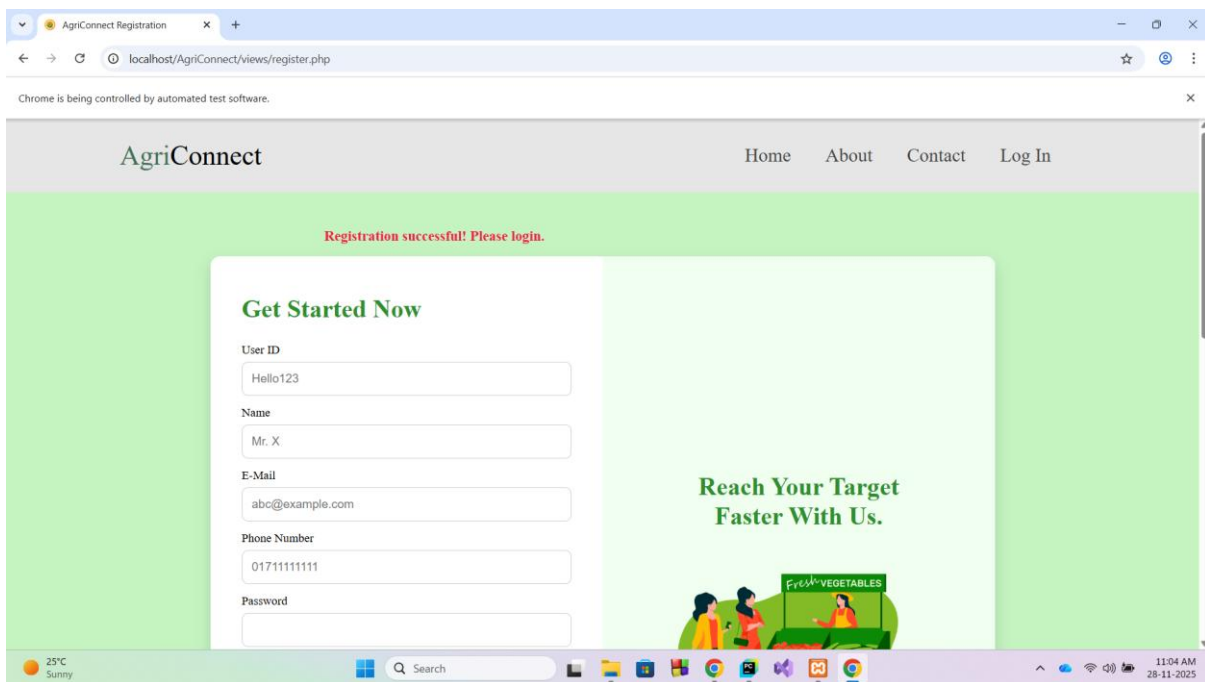 AgriConnect Registration
localhost/AgriConnect/views/register.php
Chrome is being controlled by automated test software.
AgriConnect
Home About Contact Log In
Registration successful! Please login.
Get Started Now
User ID
Hello123
Name
Mr. X
E-Mail
abc@example.com
Phone Number
01711111111
Password
Reach Your Target
Faster With Us.
Fresh VEGETABLES
25°C
Sunny
Search
PC
11:04 AM
28-11-2025